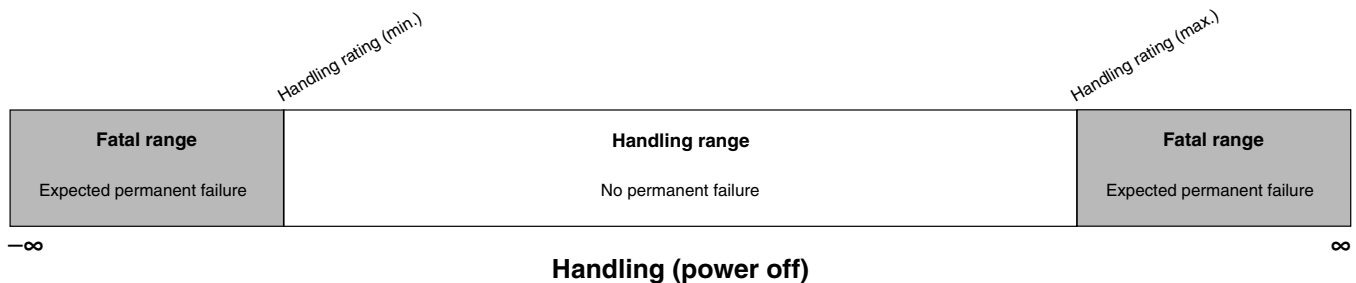 Handling rating (min.)
Handling rating (max.)
Fatal range
Handling range
Fatal range
Expected permanent failure
No permanent failure
Expected permanent failure
–∞
∞
Handling (power off)